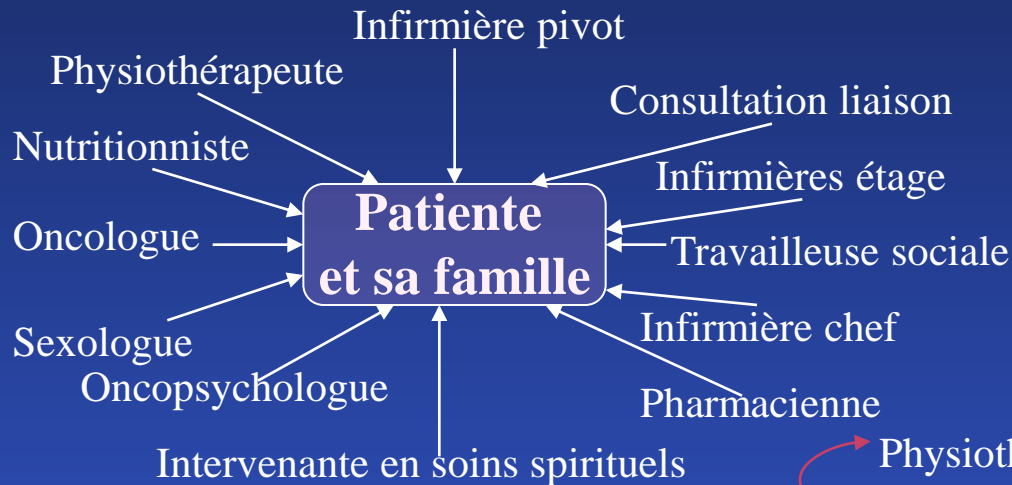 Infirmière pivot
Physiothérapeute
Consultation liaison
Nutritionniste
Infirmières étage
Patiente
et sa famille
Oncologue
Travailleuse sociale
Sexologue
Infirmière chef
Oncopsychologue
Pharmacienne
Intervenante en soins spirituels